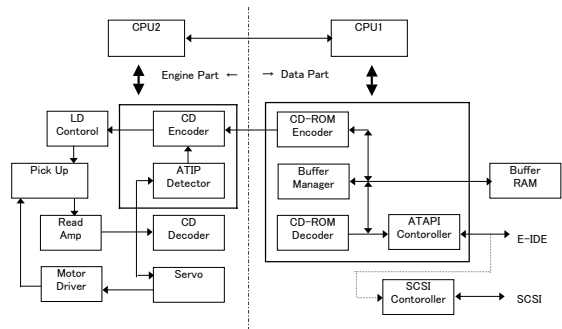 CPU2
CPU1
Engine Part ← → Data Part
LD
Contorol
CD
Encoder
CD-ROM
Encoder
Pick Up
ATIP
Detector
Buffer
Manager
Buffer
RAM
Read
Amp
CD
Decoder
CD-ROM
Decoder
ATAPI
Contoroller
E-IDE
Motor
Driver
Servo
SCSI
Contoroller
SCSI